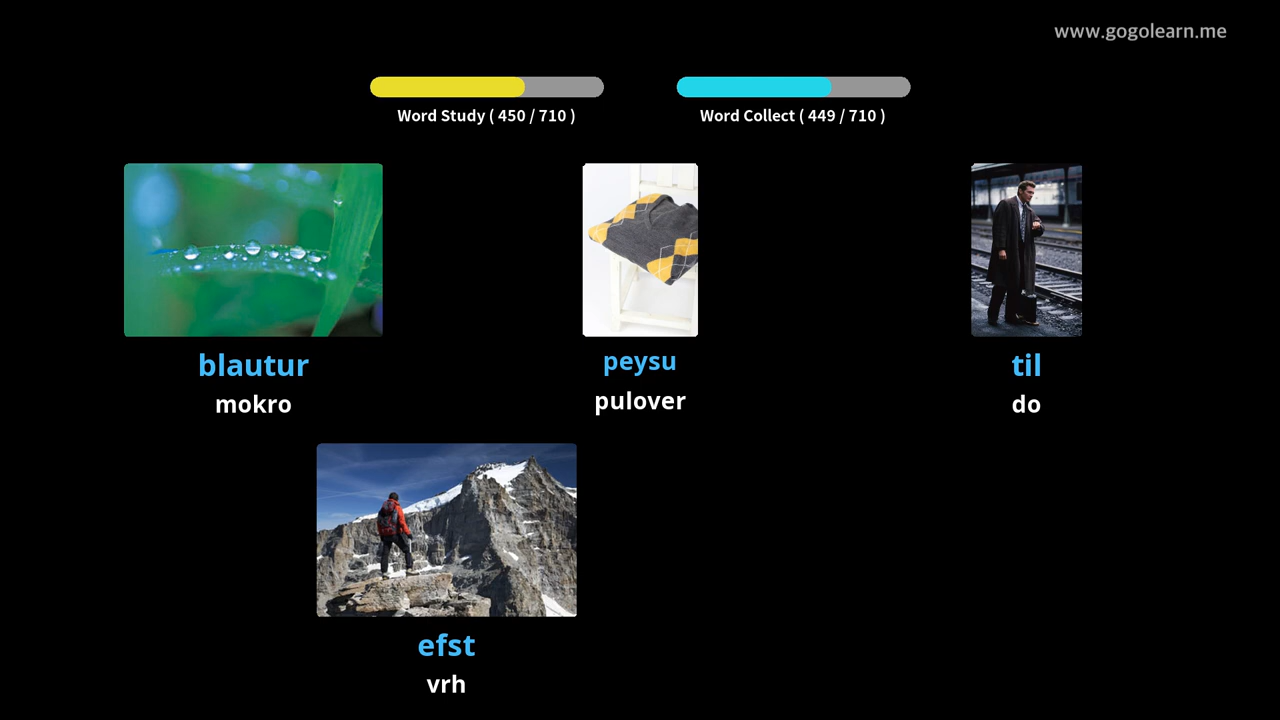 www.gogolearn.me
Word Study ( 450 / 710 )
Word Collect ( 449 / 710 )
blautur
mokro
peysu
pulover
til
do
efst
vrh